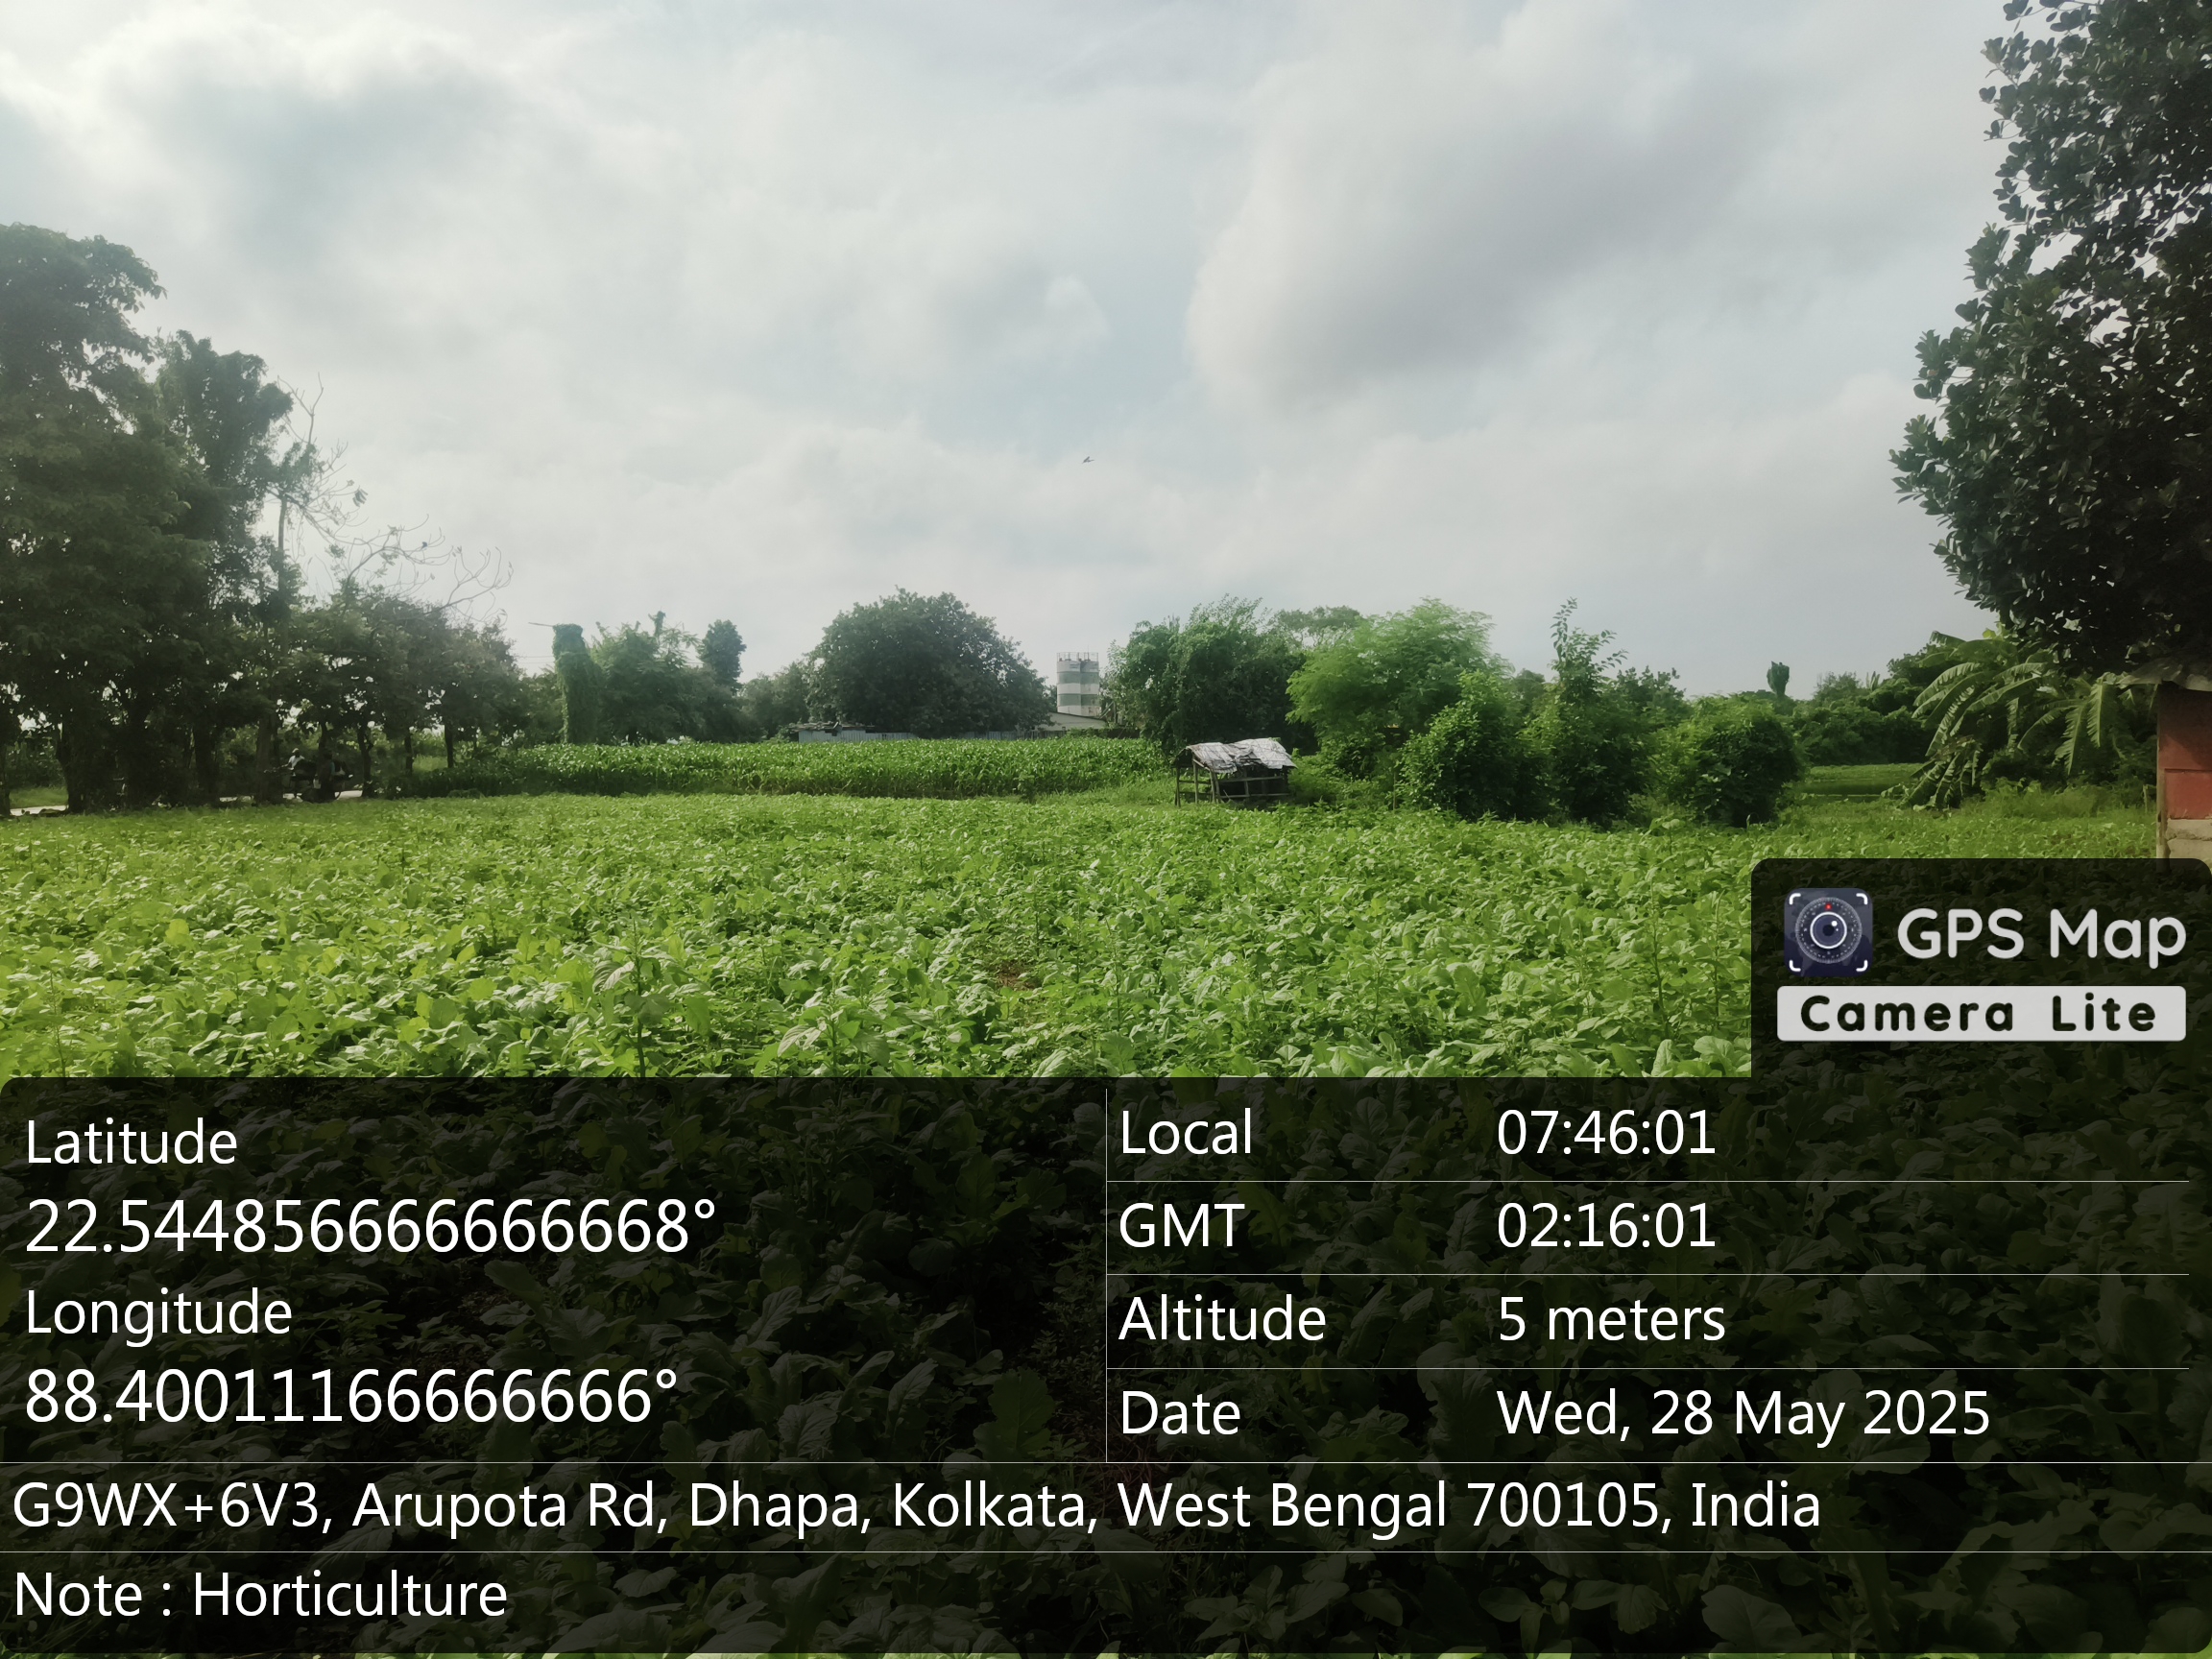 GPS Map
Camera Lite
Latitude
22.544856666666668°
Longitude
88.40011166666666°
Local 07:46:01
GMT 02:16:01
Altitude 5 meters
Date Wed, 28 May 2025
G9WX+6V3, Arupota Rd, Dhapa, Kolkata, West Bengal 700105, India
Note : Horticulture